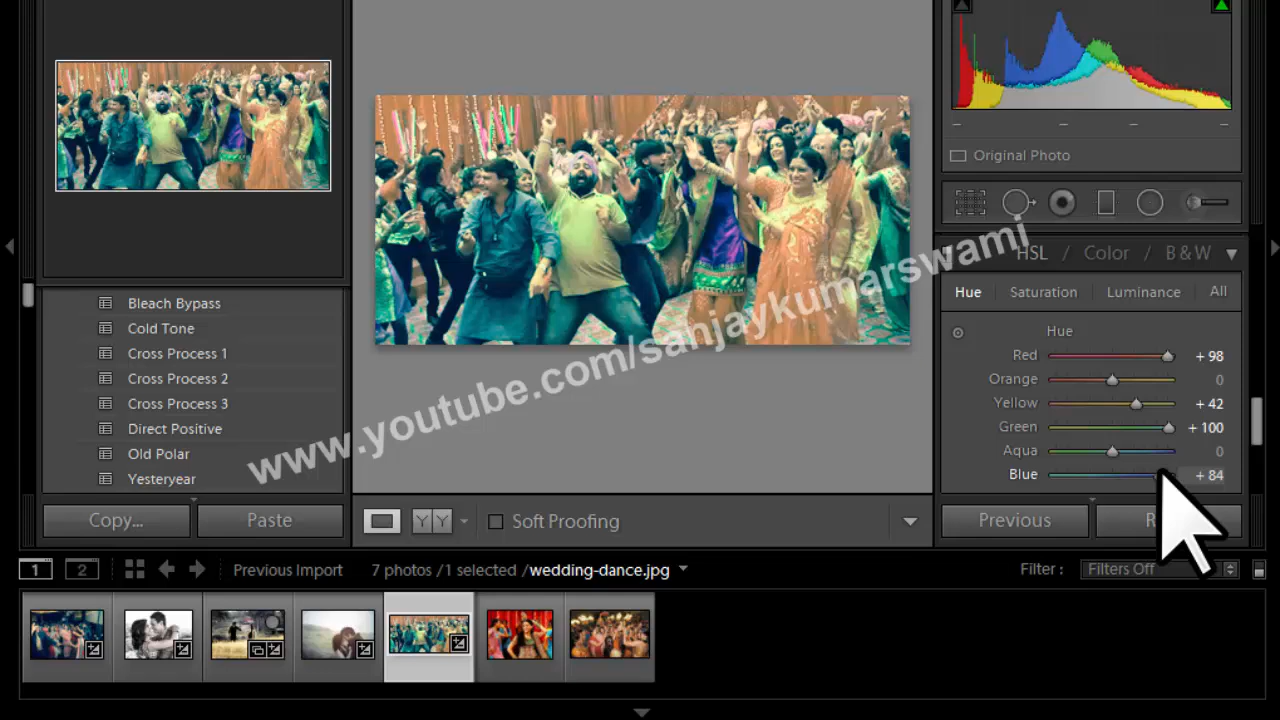 Original Photo
HSL / Color / B&W
Hue Saturation Luminance All
Hue
Red +98
Orange 0
Yellow +42
Green +100
Aqua 0
Blue +84
Bleach Bypass
Cold Tone
Cross Process 1
Cross Process 2
Cross Process 3
Direct Positive
Old Polar
Yesteryear
www.youtube.com/sanjaykumarswami
Copy... Paste
YY Soft Proofing
Previous
1 2 Previous Import 7 photos /1 selected /wedding-dance.jpg Filter : Filters Off